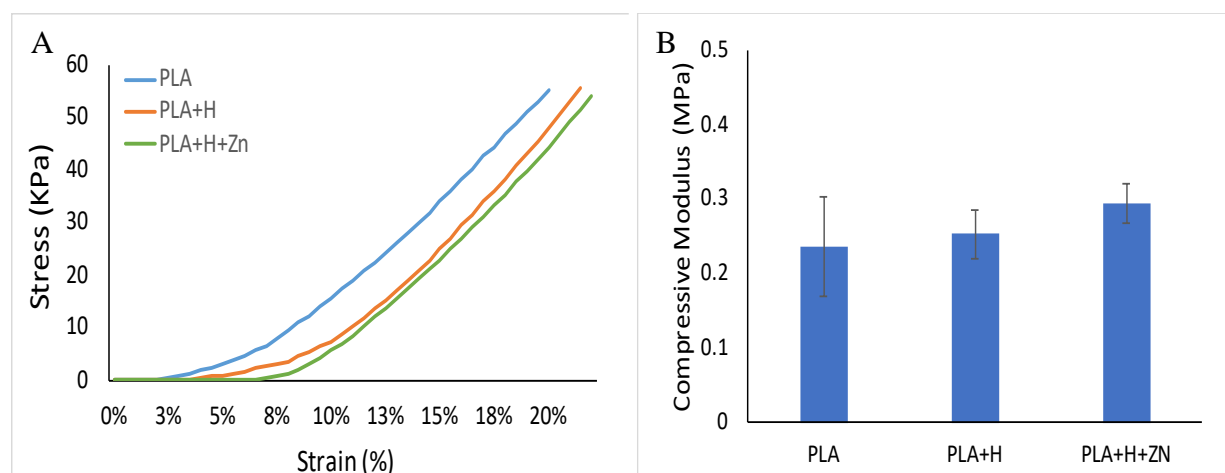 A
Stress (KPa)
60
50
40
30
20
10
0
PLA
PLA+H
PLA+H+Zn
0% 3% 5% 8% 10% 13% 15% 18% 20%
Strain (%)
B
Compressive Modulus (MPa)
0.5
0.4
0.3
0.2
0.1
0
PLA PLA+H PLA+H+ZN